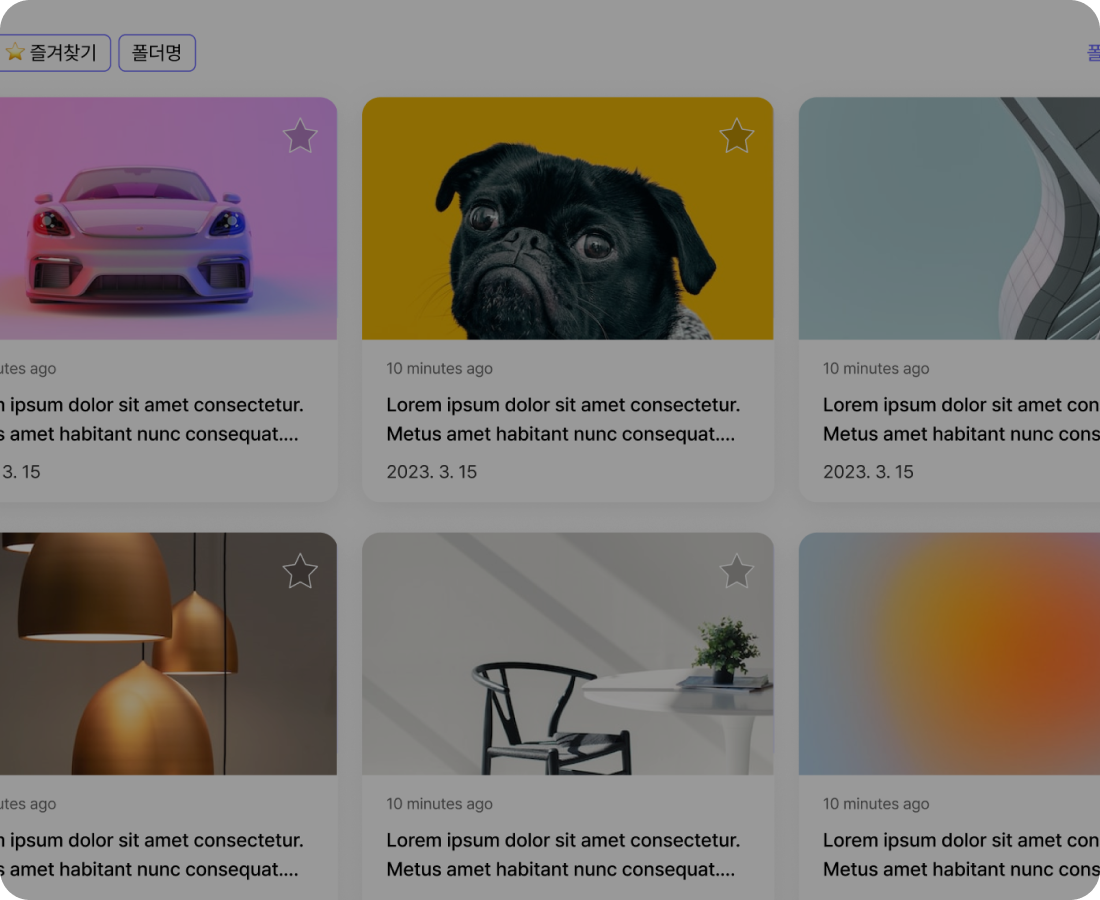 ⭐ 즐겨찾기
폴더명
폴
utes ago
ipsum dolor sit amet consectetur.
s amet habitant nunc consequat....
3. 15
10 minutes ago
Lorem ipsum dolor sit amet consectetur.
Metus amet habitant nunc consequat....
2023. 3. 15
10 minutes ago
Lorem ipsum dolor sit amet con
Metus amet habitant nunc cons
2023. 3. 15
utes ago
ipsum dolor sit amet consectetur.
s amet habitant nunc consequat....
10 minutes ago
Lorem ipsum dolor sit amet consectetur.
Metus amet habitant nunc consequat....
10 minutes ago
Lorem ipsum dolor sit amet con
Metus amet habitant nunc cons